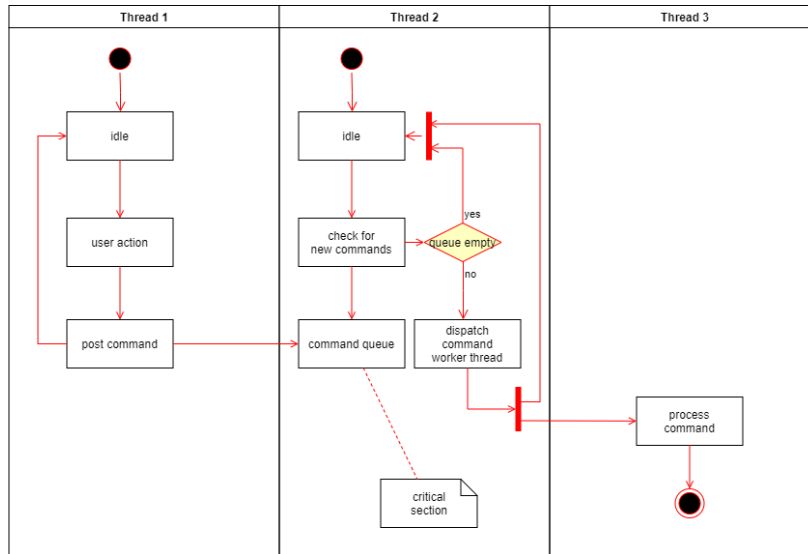 Thread 1
Thread 2
Thread 3
idle
idle
user action
check for
new commands
queue empty
yes
no
post command
command queue
dispatch
command
worker thread
process
command
critical
section